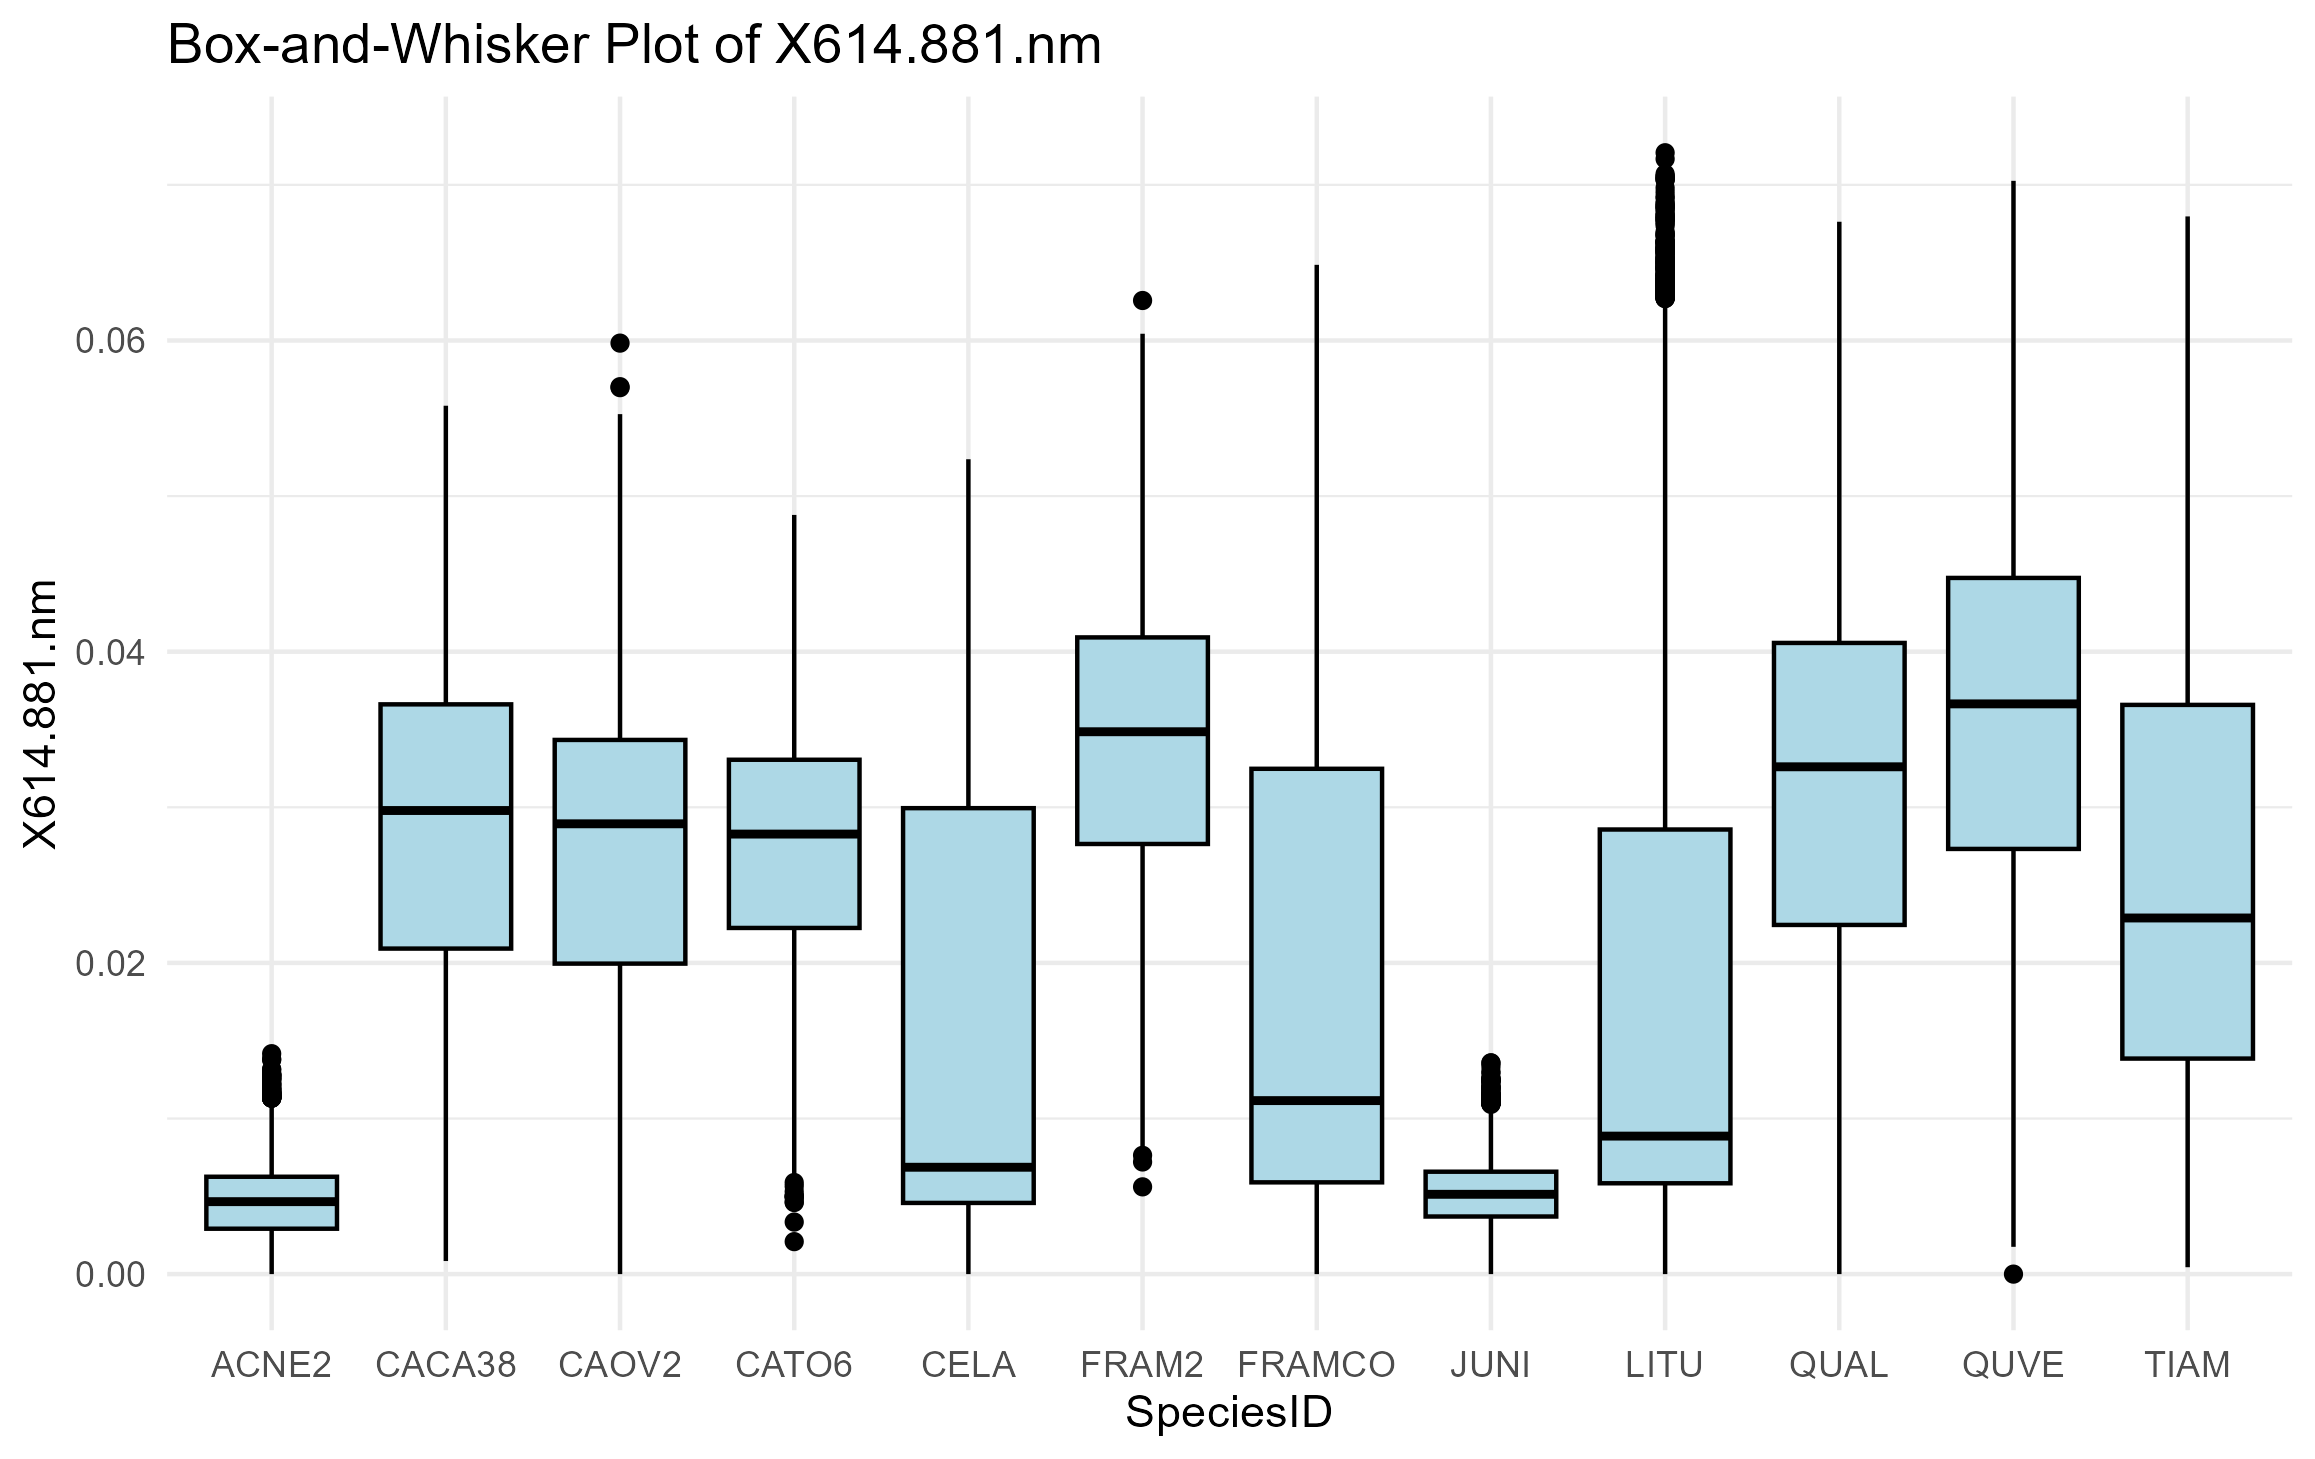 Box-and-Whisker Plot of X614.881.nm
X614.881.nm
0.06
0.04
0.02
0.00
ACNE2 CACA38 CAOV2 CATO6 CELA FRAM2 FRAMCO JUNI LITU QUAL QUVE TIAM
SpeciesID